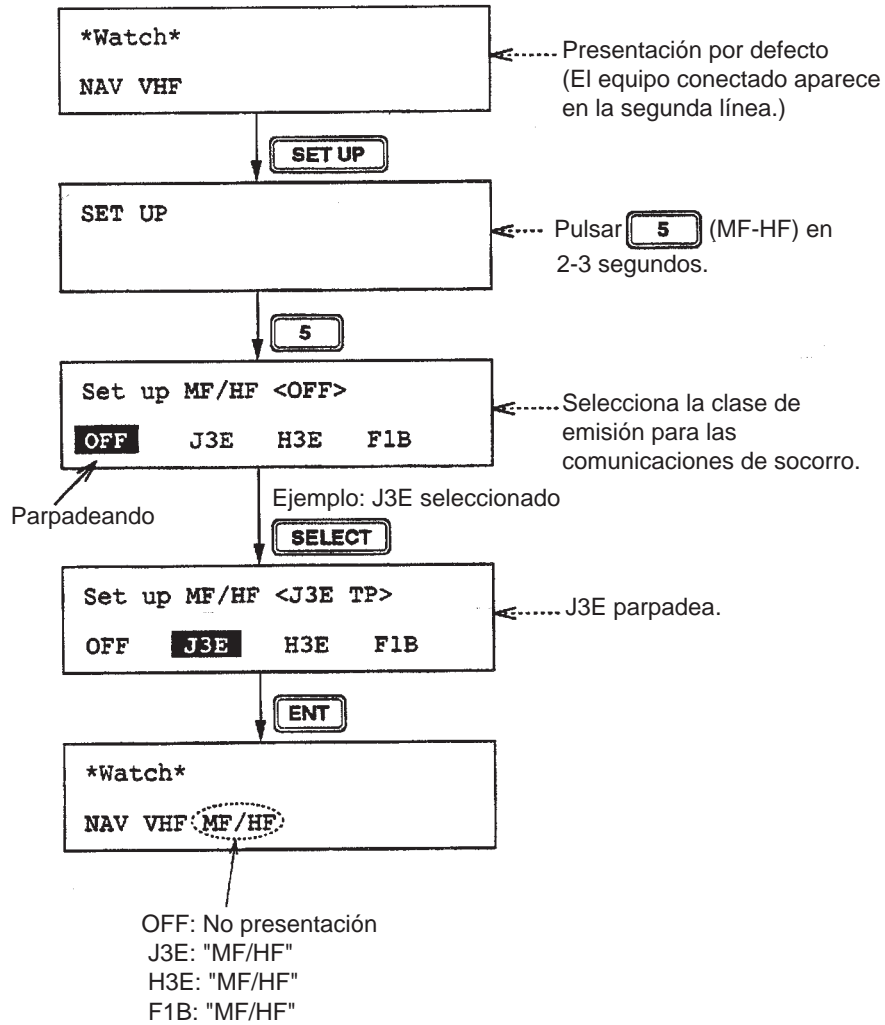 *Watch*
NAV VHF
Presentación por defecto
(El equipo conectado aparece
en la segunda línea.)
SET UP
SET UP
Pulsar 5 (MF-HF) en
2-3 segundos.
5
Set up MF/HF <OFF>
OFF J3E H3E F1B
Selecciona la clase de
emisión para las
comunicaciones de socorro.
Parpadeando
Ejemplo: J3E seleccionado
SELECT
Set up MF/HF <J3E TP>
OFF J3E H3E F1B
J3E parpadea.
ENT
*Watch*
NAV VHF MF/HF
OFF: No presentación
J3E: "MF/HF"
H3E: "MF/HF"
F1B: "MF/HF"